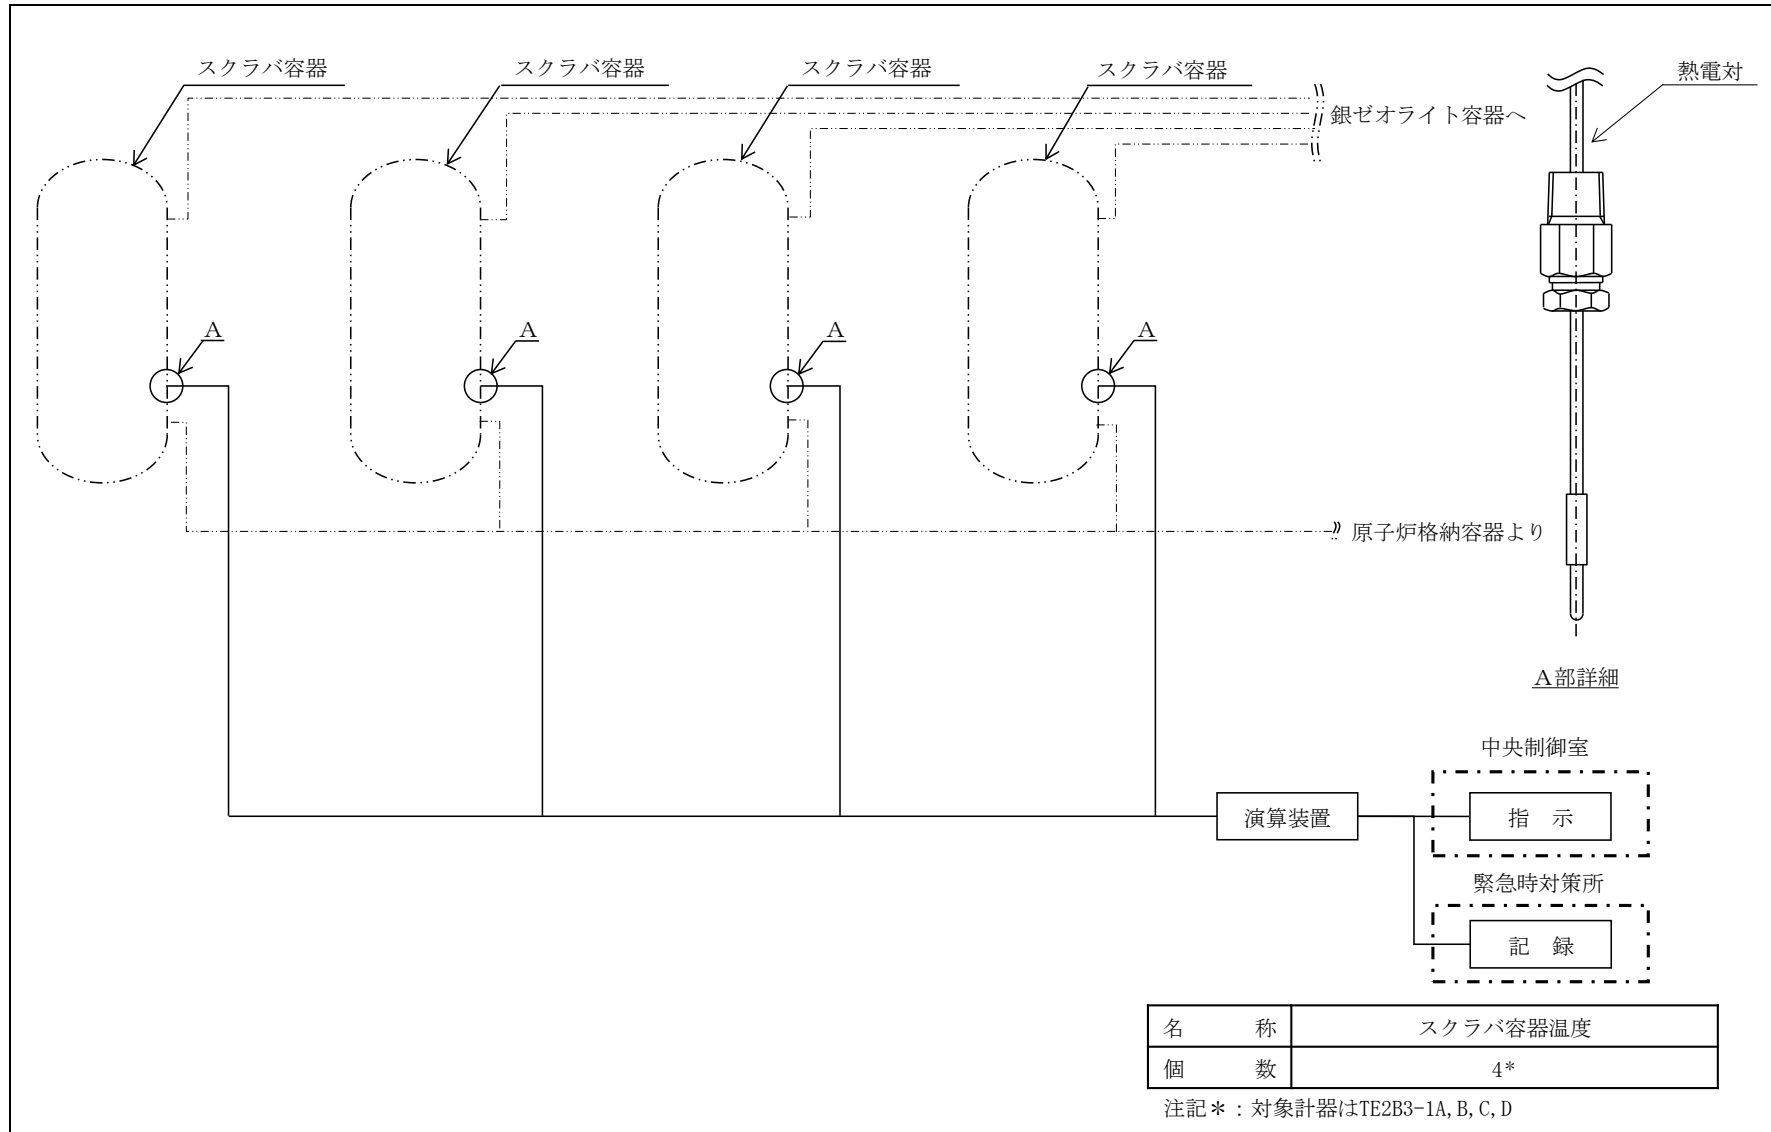 スクラバ容器
スクラバ容器
スクラバ容器
スクラバ容器
熱電対
銀ゼオライト容器へ
A
A
A
A
原子炉格納容器より
A部詳細
中央制御室
演算装置
指 示
緊急時対策所
記 録
名 称 スクラバ容器温度
個 数 4*
注記＊：対象計器はTE2B3-1A,B,C,D